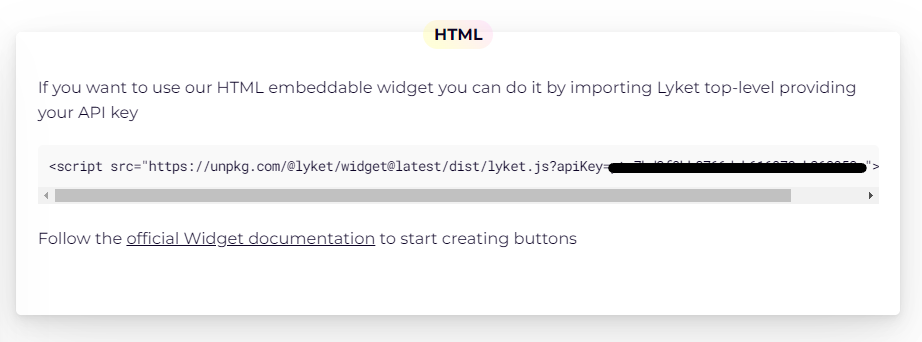 HTML
If you want to use our HTML embeddable widget you can do it by importing Lyket top-level providing
your API key
<script src="https://unpkg.com/@lyket/widget@latest/dist/lyket.js?apiKey= ">
Follow the official Widget documentation to start creating buttons